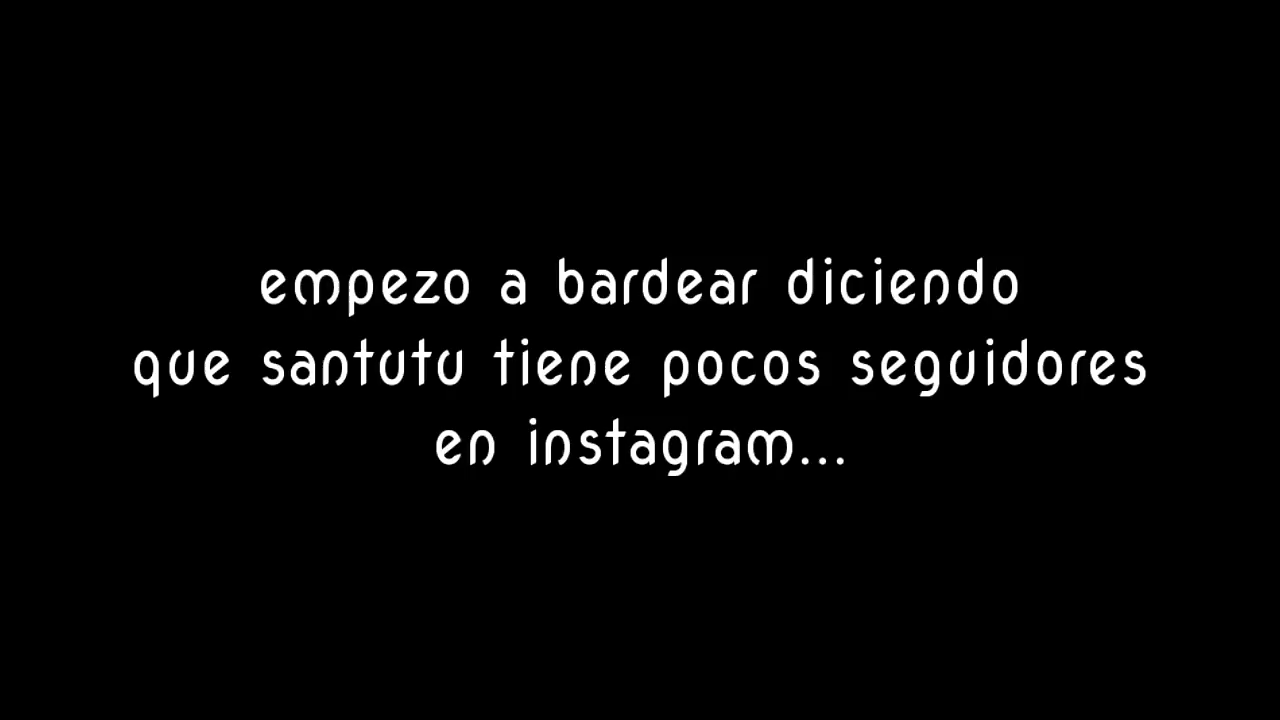 empezo a bardear diciendo
que santutu tiene pocos seguidores
en instagram...